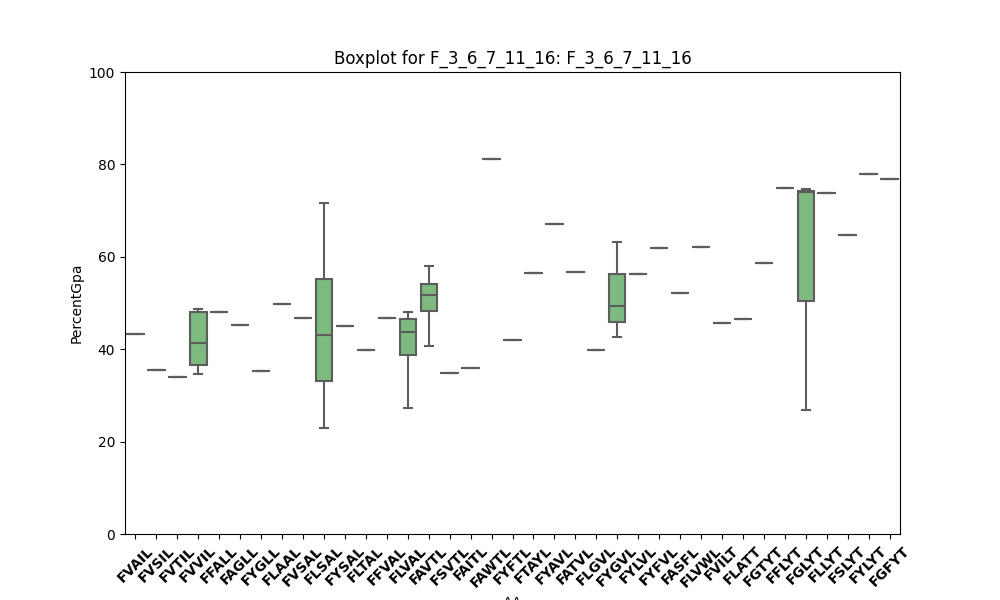 Boxplot for F_3_6_7_11_16: F_3_6_7_11_16
PercentGpa
100
80
60
40
20
0
FVAIL
FVSIL
FVTIL
FVVIL
FFALL
FAGLL
FYGLL
FLAAL
FVSAL
FLSAL
FYSAL
FLTAL
FFVAL
FLVAL
FAVTL
FSVTL
FAITL
FAWTL
FYFTL
FTAYL
FYAVL
FATVL
FLGVL
FYGVL
FYLVL
FYFVL
FASFL
FLVWL
FVILT
FLATT
FGTYT
FFLYT
FGLYT
FLLYT
FSLYT
FYLYT
FGFYT